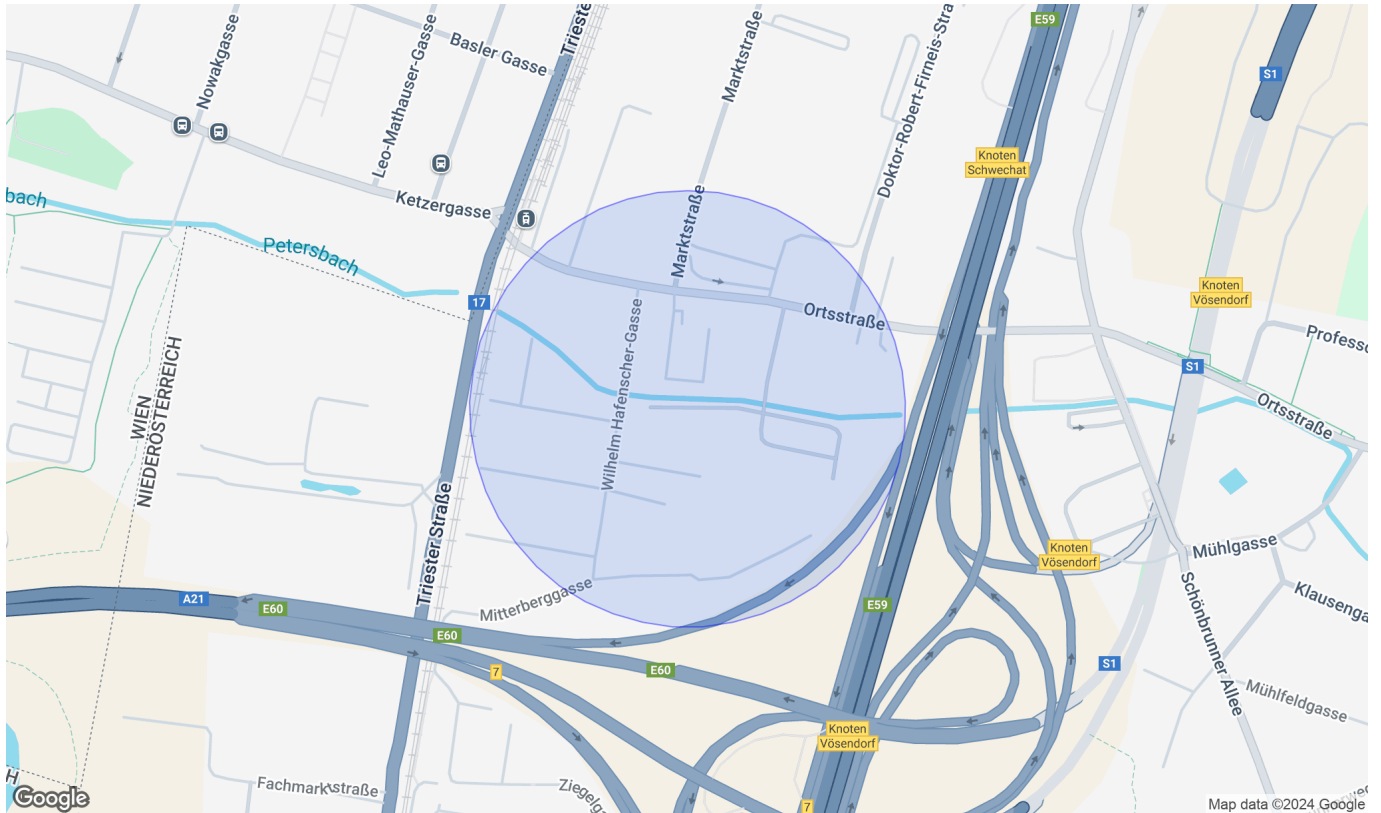 E59
Basler Gasse
Triester
Marktstraße
Doktor-Robert-Firneis-Stra
S1
Nowakgasse
Leo-Mathauser-Gasse
Knoten
Schwechat
Ketzergasse
bach
Petersbach
Marktstraße
Knoten
Vösendorf
17
Ortsstraße
Professo
WIEN
NIEDERÖSTERREICH
Wilhelm Hafenscher-Gasse
S1
Ortsstraße
Triester Straße
Knoten
Vösendorf
Mühlgasse
A21
E60
Mitterberggasse
E59
Schönbrunner Allee
Klausenga
E60
7
E60
S1
Mühlfeldgasse
Knoten
Vösendorf
H
Fachmarktstraße
Ziegelg
7
Google
Map data ©2024 Google